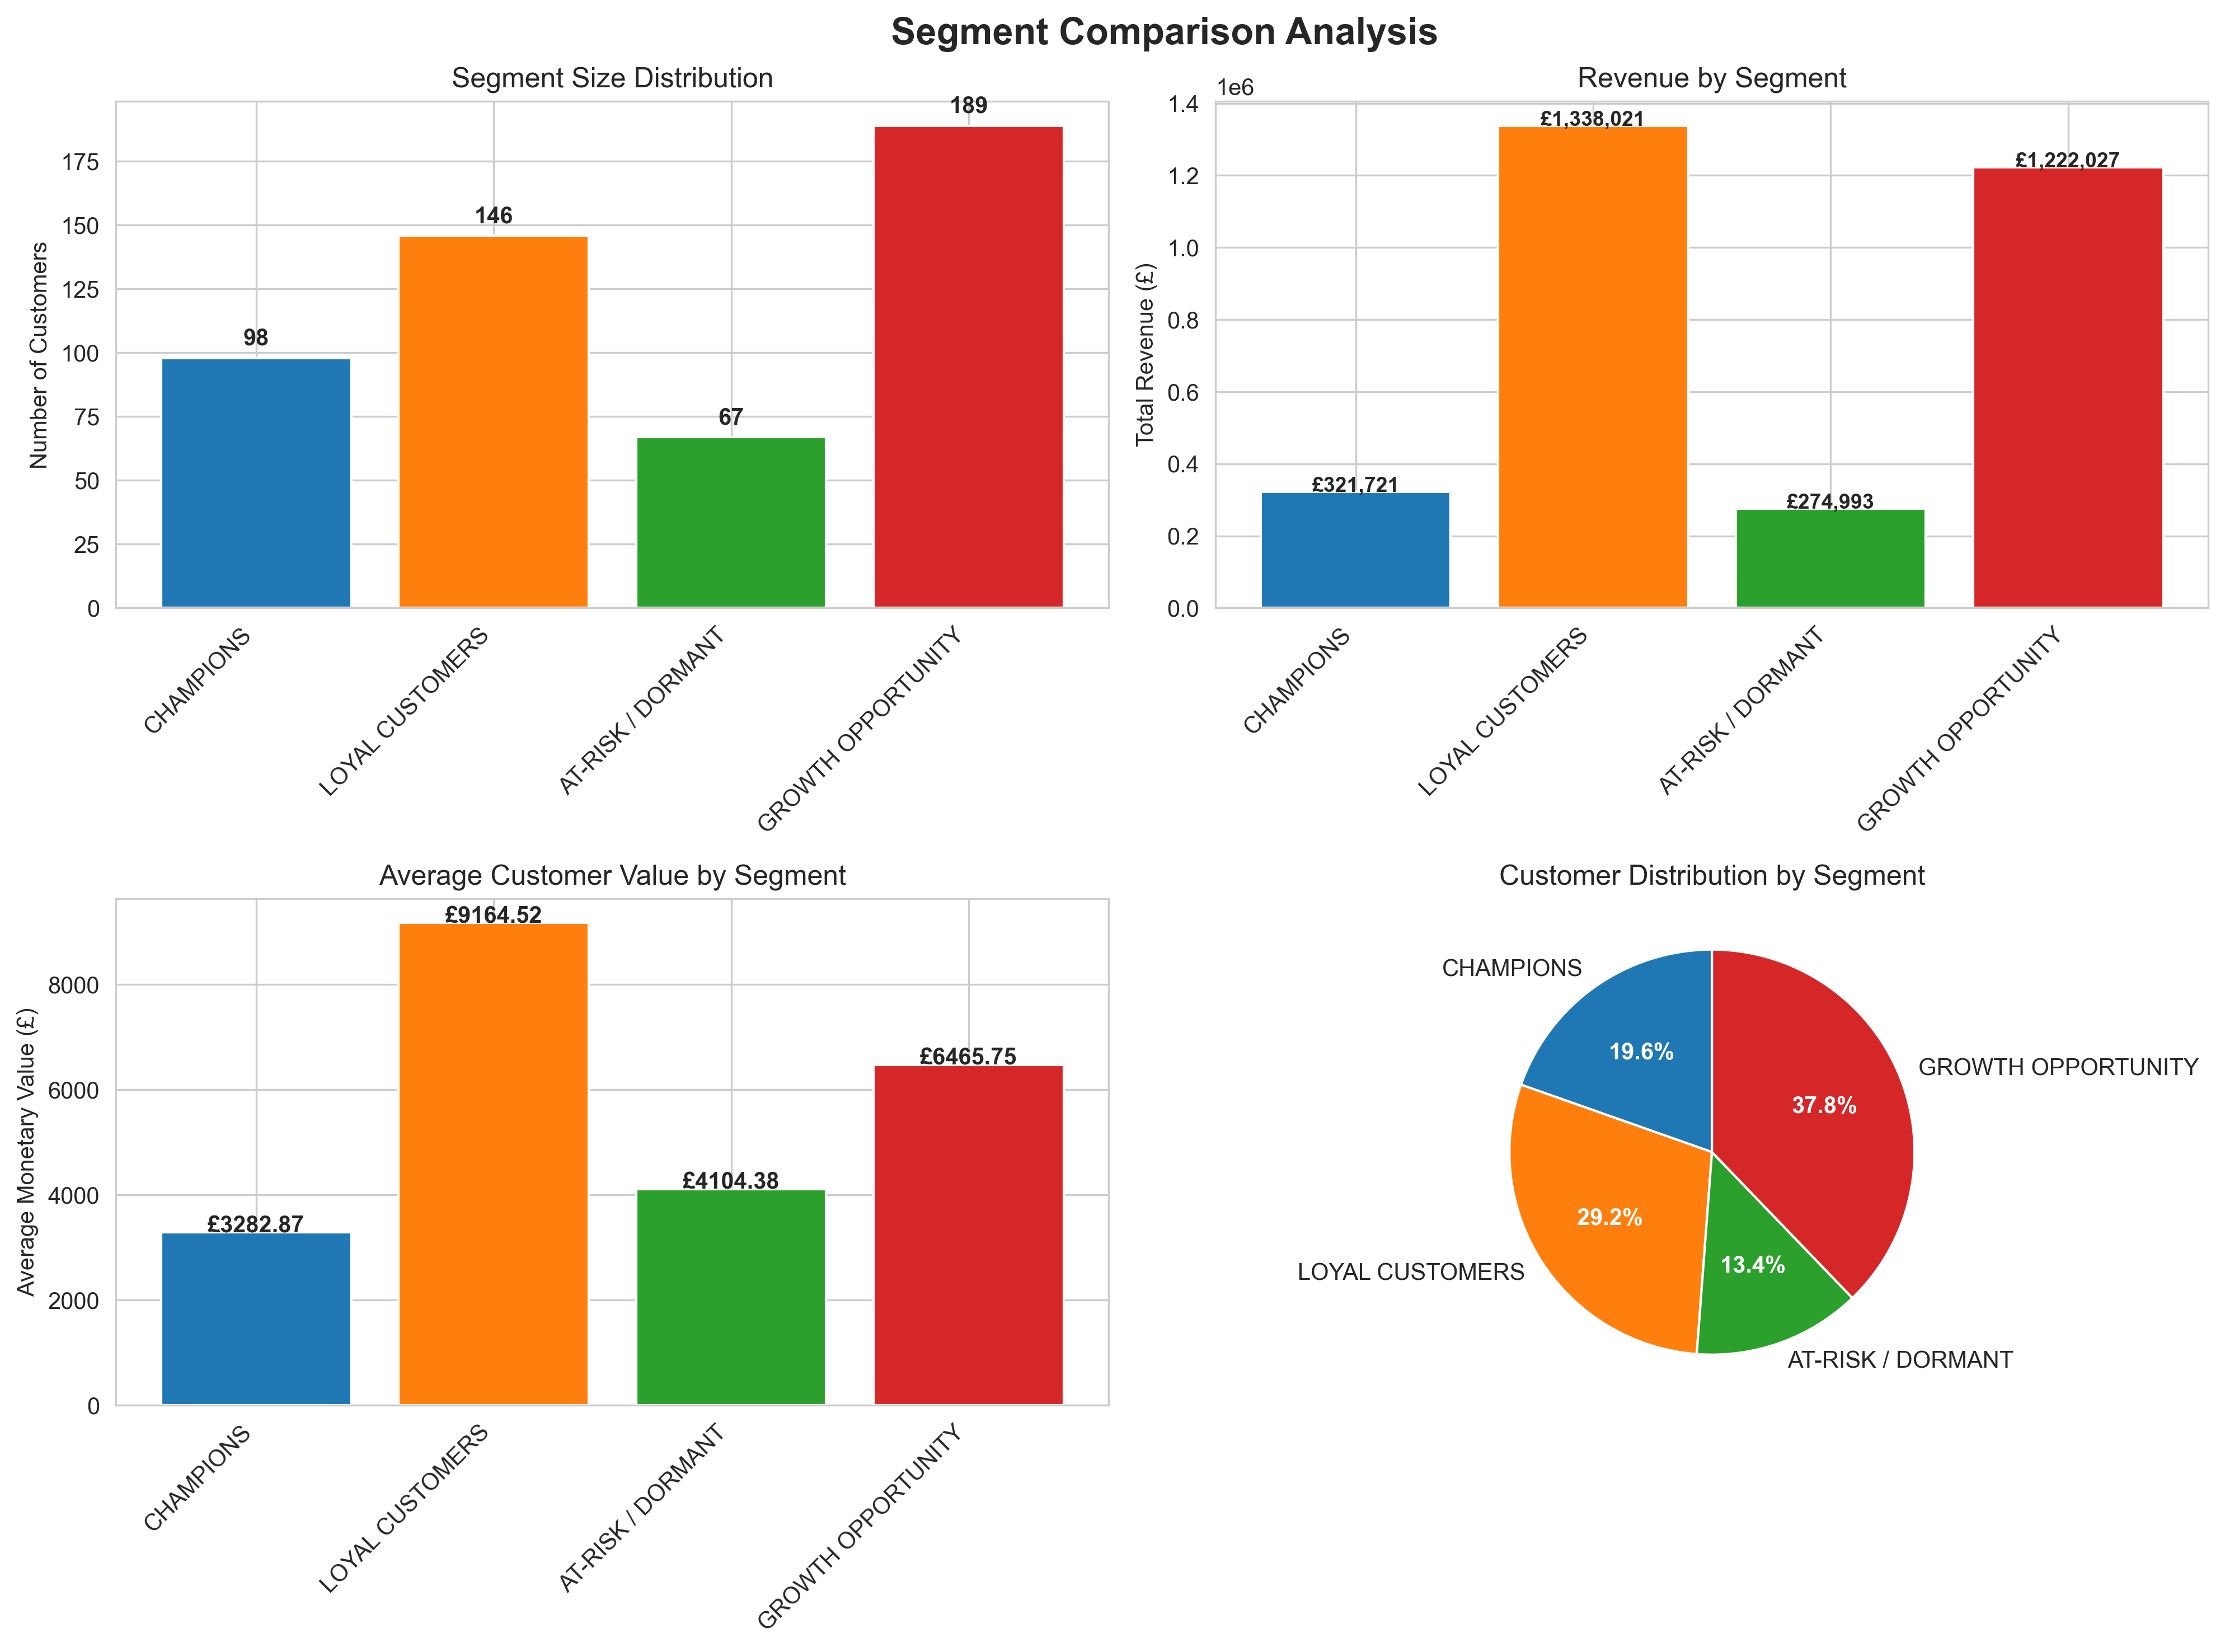 Segment Comparison Analysis
Segment Size Distribution
Number of Customers
175
150
125
100
75
50
25
0
98
146
67
189
CHAMPIONS
LOYAL CUSTOMERS
AT-RISK / DORMANT
GROWTH OPPORTUNITY
Revenue by Segment
1e6
Total Revenue (£)
1.4
1.2
1.0
0.8
0.6
0.4
0.2
0.0
£321,721
£1,338,021
£274,993
£1,222,027
CHAMPIONS
LOYAL CUSTOMERS
AT-RISK / DORMANT
GROWTH OPPORTUNITY
Average Customer Value by Segment
Average Monetary Value (£)
8000
6000
4000
2000
0
£3282.87
£9164.52
£4104.38
£6465.75
CHAMPIONS
LOYAL CUSTOMERS
AT-RISK / DORMANT
GROWTH OPPORTUNITY
Customer Distribution by Segment
CHAMPIONS
19.6%
GROWTH OPPORTUNITY
37.8%
29.2%
LOYAL CUSTOMERS
13.4%
AT-RISK / DORMANT